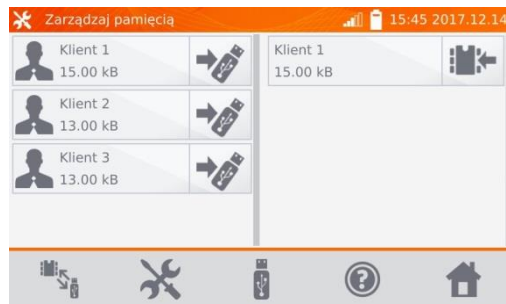 Zarządzaj pamięcią
15:45 2017.12.14
Klient 1
15.00 kB
Klient 2
13.00 kB
Klient 3
13.00 kB
Klient 1
15.00 kB